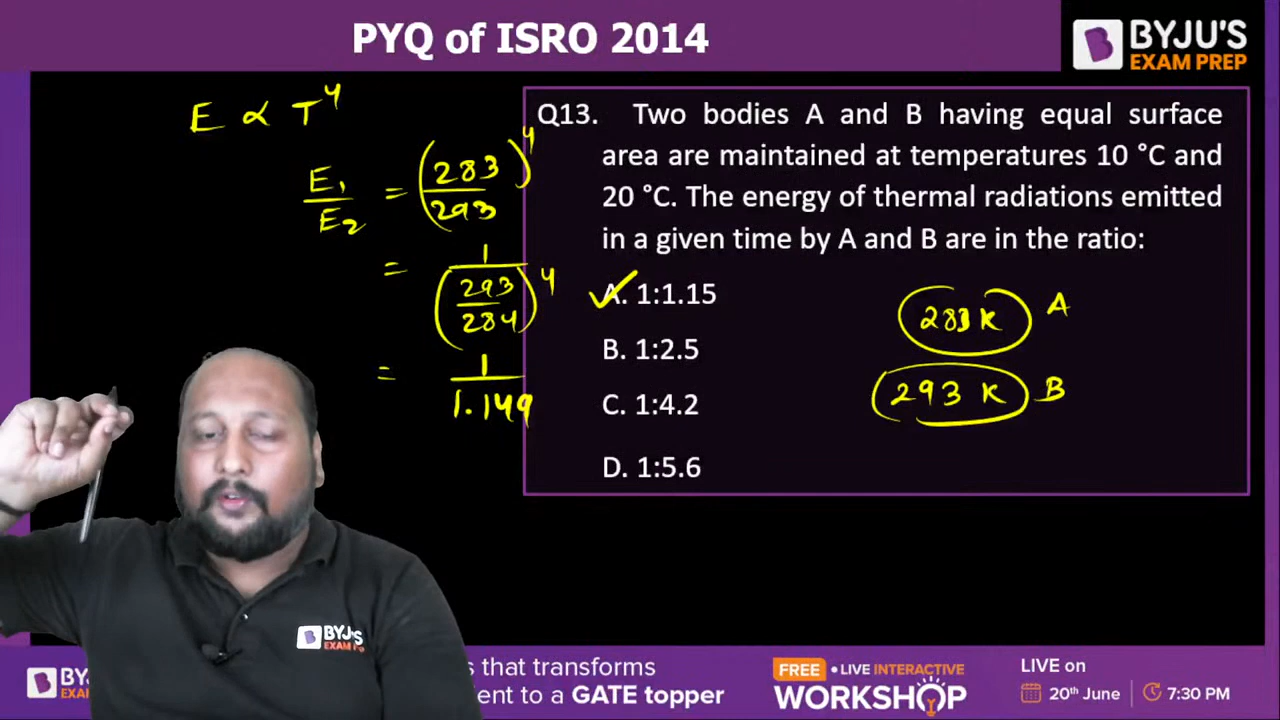 PYQ of ISRO 2014
BYJU'S
EXAM PREP
E ∝ T⁴
E₁/E₂ = (283/293)⁴
= 1/(293/284)⁴
= 1/1.149
Q13. Two bodies A and B having equal surface
area are maintained at temperatures 10 °C and
20 °C. The energy of thermal radiations emitted
in a given time by A and B are in the ratio:
A. 1:1.15
B. 1:2.5
C. 1:4.2
D. 1:5.6
283 K A
293 K B
BYJU'S
EXAM PREP
BYJ
EXA
s that transforms
ent to a GATE topper
FREE • LIVE INTERACTIVE
WORKSHOP
LIVE on
20th June 7:30 PM